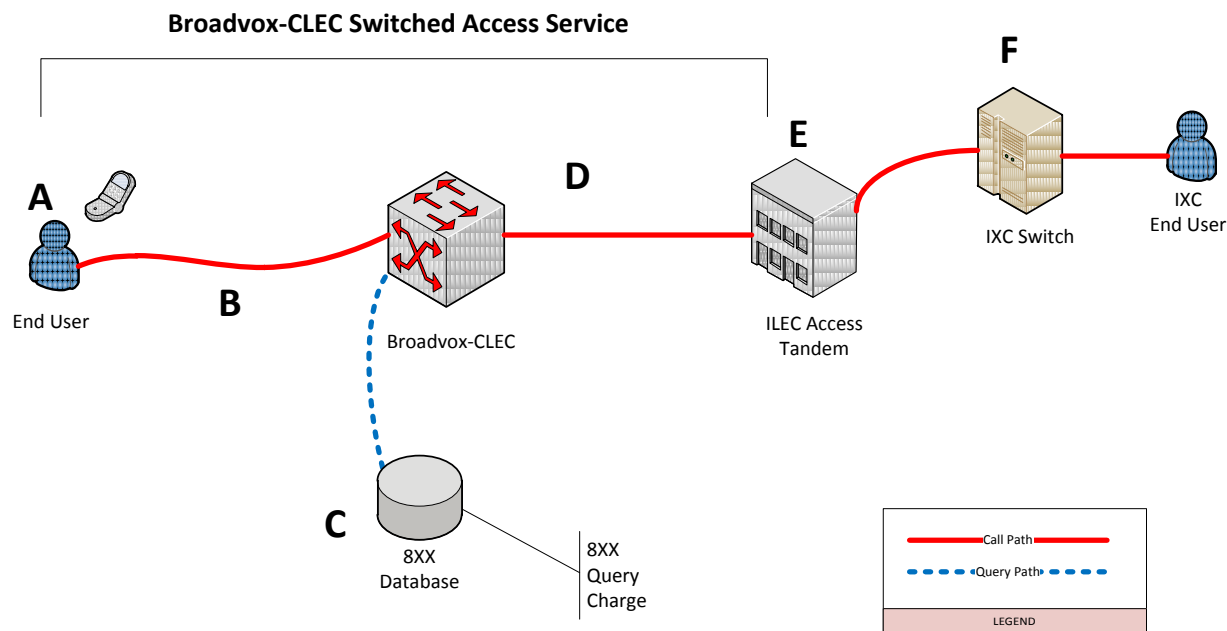 Broadvox-CLEC Switched Access Service
F
E
D
A
IXC
End User
IXC Switch
B
End User
Broadvox-CLEC
ILEC Access
Tandem
C
8XX
Database
8XX
Query
Charge
Call Path
Query Path
LEGEND